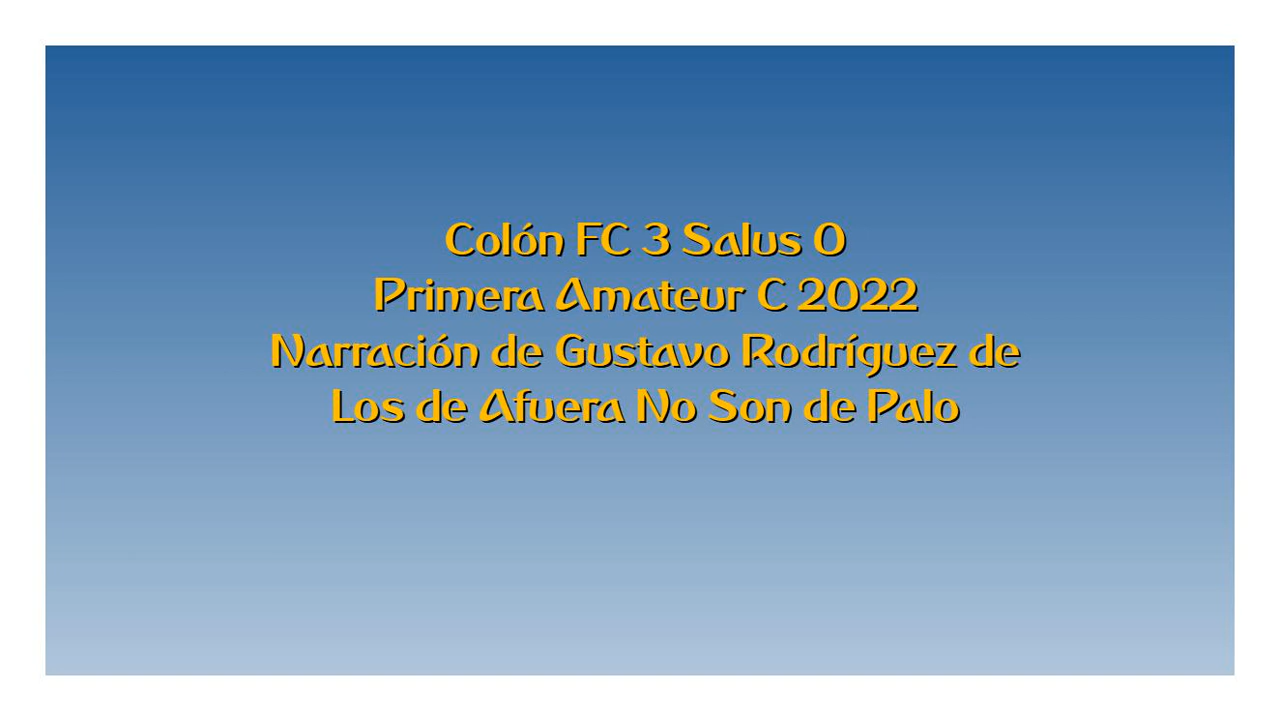 Colón FC 3 Salus 0
Primera Amateur C 2022
Narración de Gustavo Rodríguez de
Los de Afuera No Son de Palo